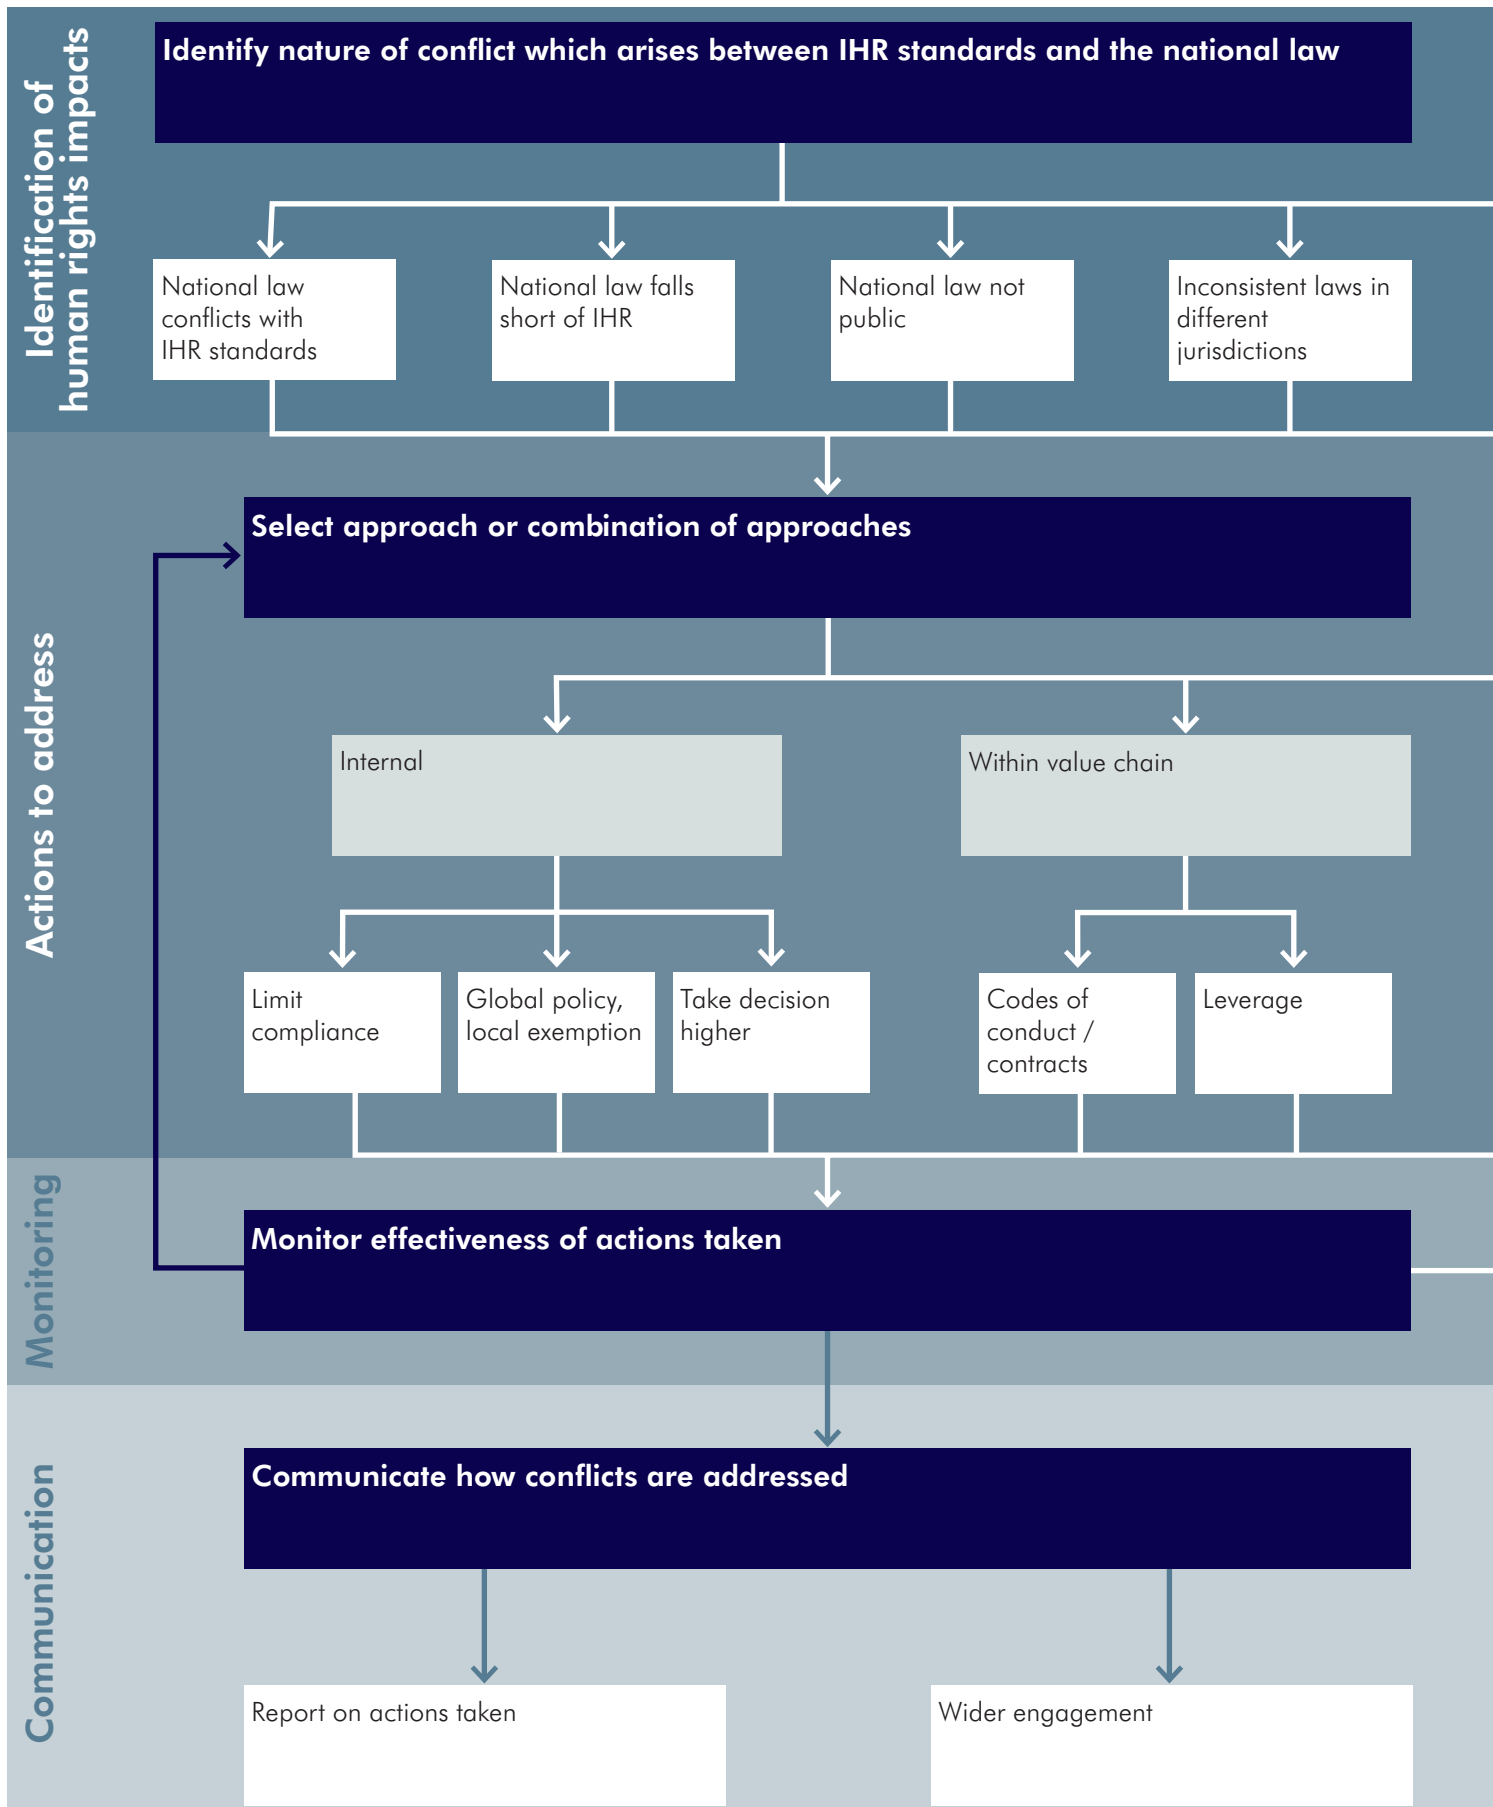 Identification of
human rights impacts
Identify nature of conflict which arises between IHR standards and the national law
National law
conflicts with
IHR standards
National law falls
short of IHR
National law not
public
Inconsistent laws in
different
jurisdictions
Actions to address
Select approach or combination of approaches
Internal
Within value chain
Limit
compliance
Global policy,
local exemption
Take decision
higher
Codes of
conduct /
contracts
Leverage
Monitoring
Monitor effectiveness of actions taken
Communication
Communicate how conflicts are addressed
Report on actions taken
Wider engagement